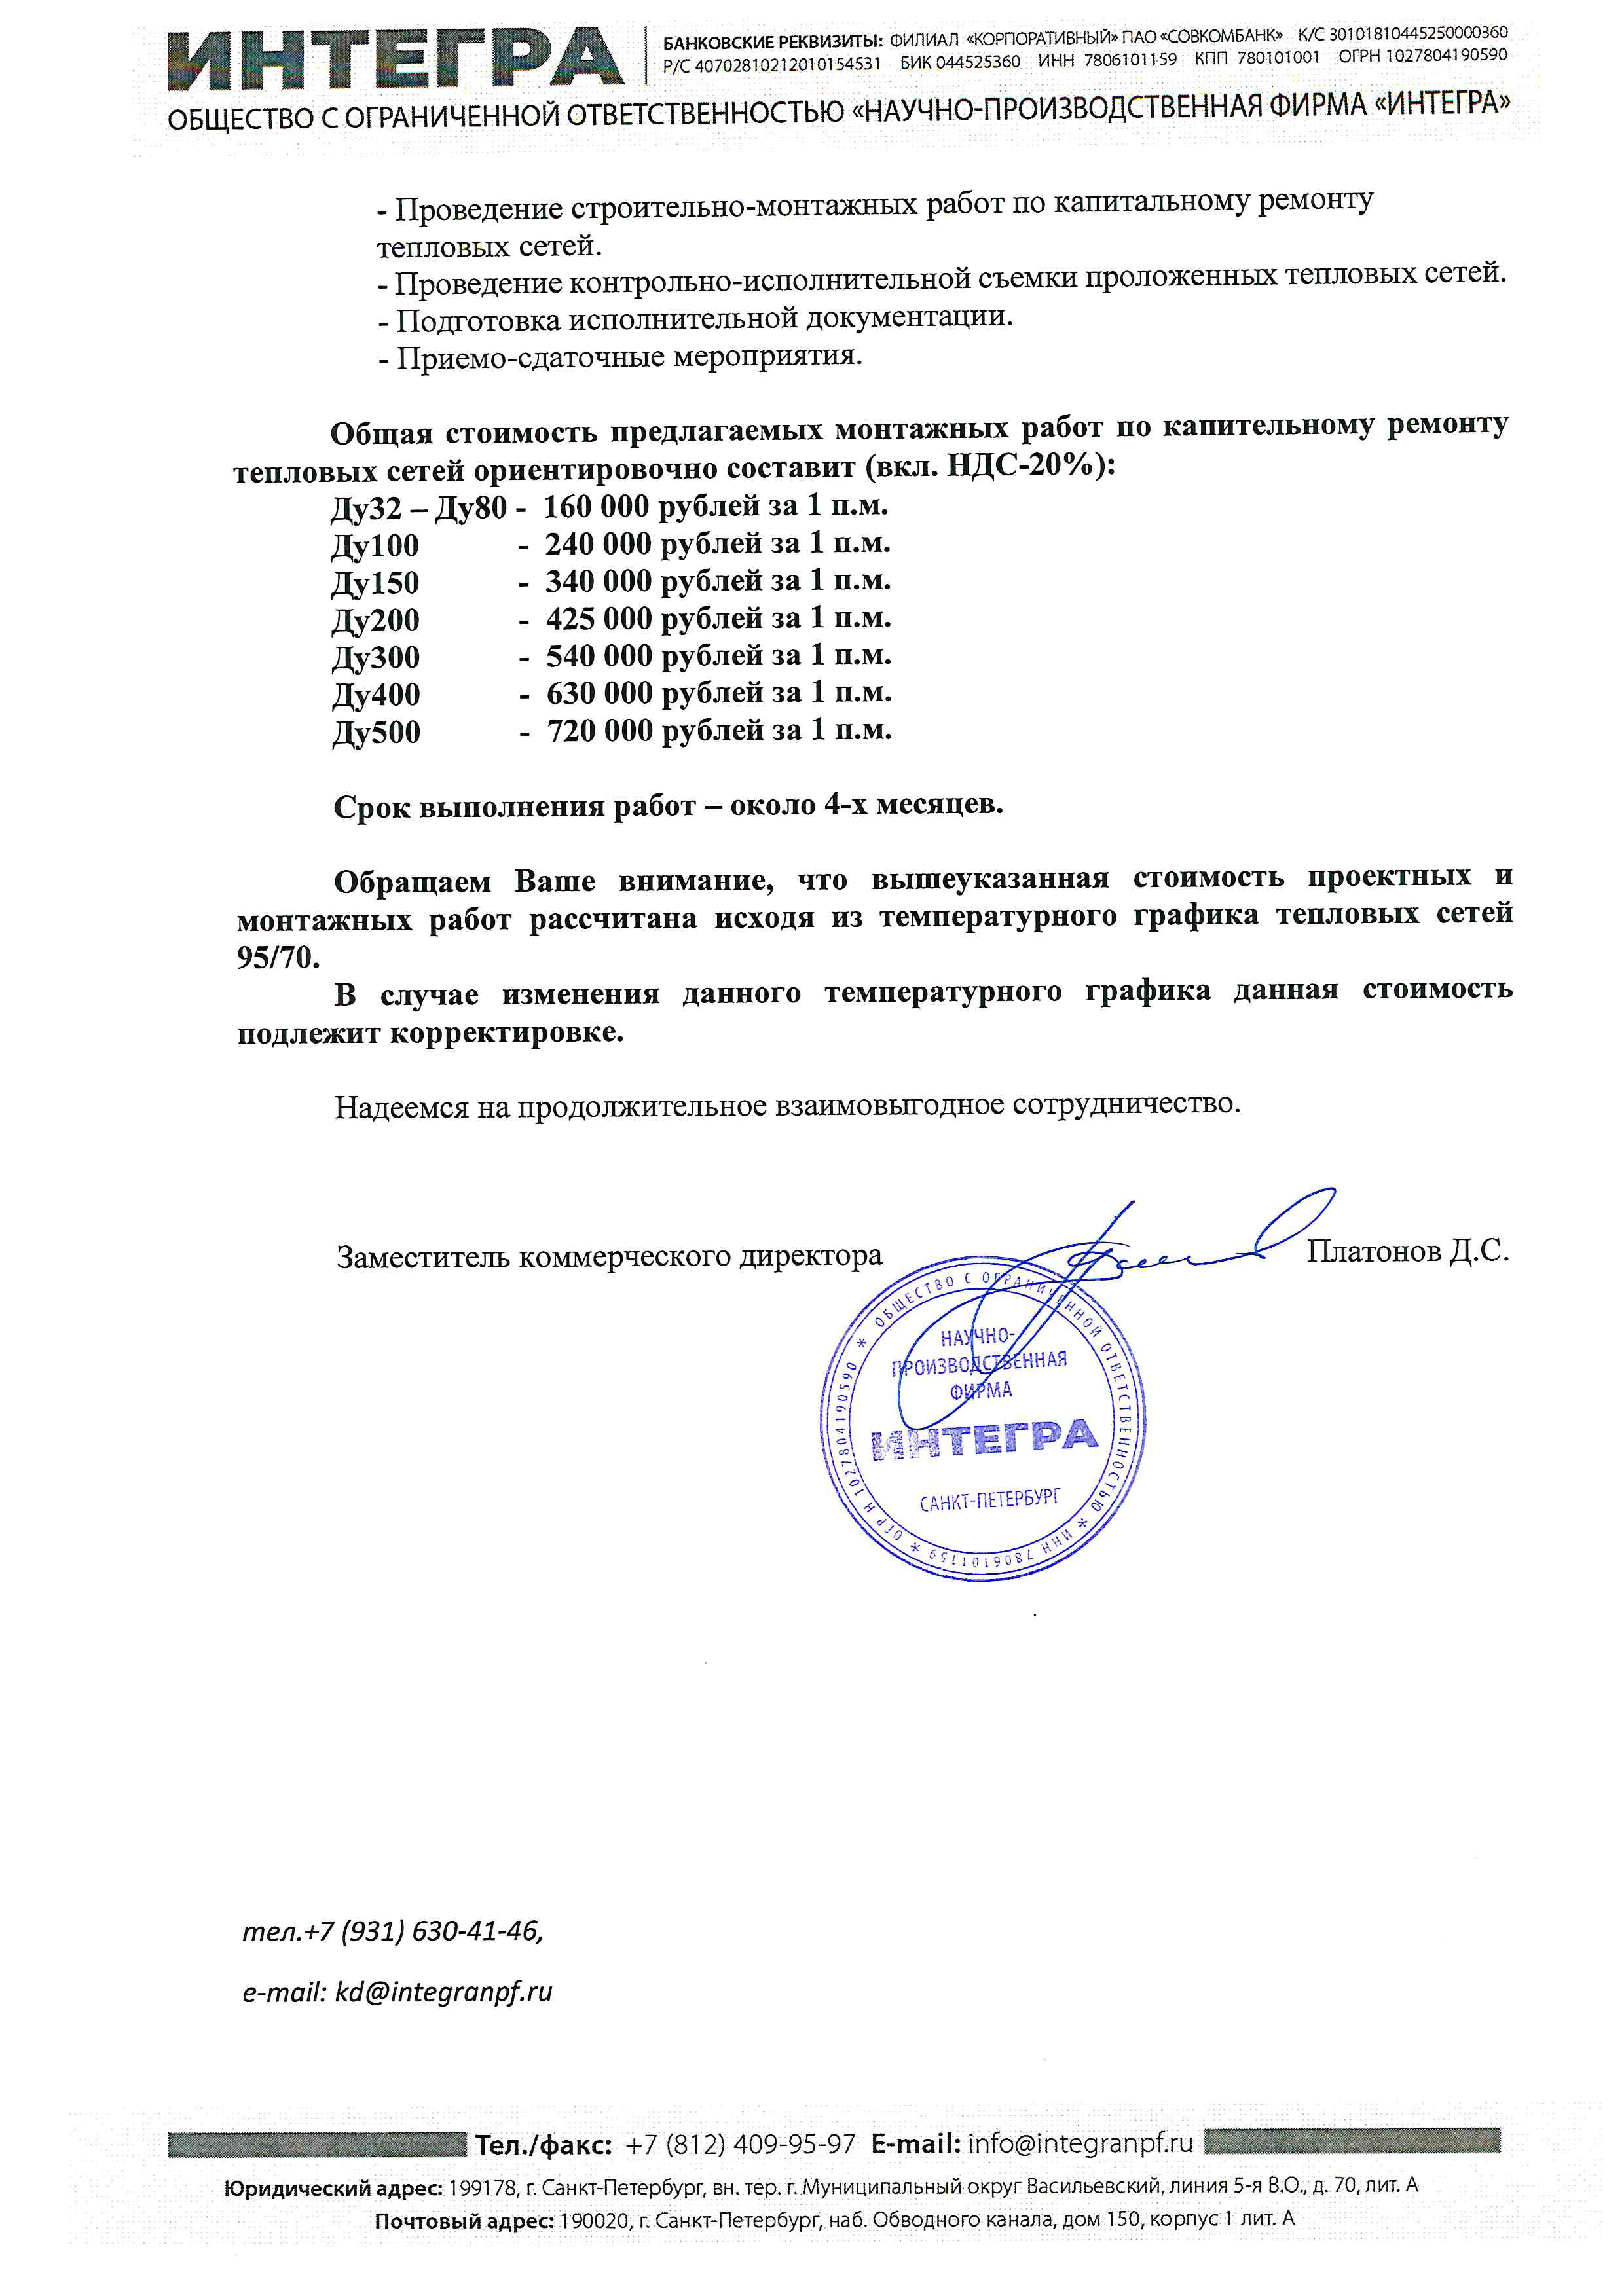 ИНТЕГРА
БАНКОВСКИЕ РЕКВИЗИТЫ: ФИЛИАЛ «КОРПОРАТИВНЫЙ» ПАО «СОВКОМБАНК» К/С 30101810445250000360
Р/С 40702810212010154531 БИК 044525360 ИНН 7806101159 КПП 780101001 ОГРН 1027804190590
ОБЩЕСТВО С ОГРАНИЧЕННОЙ ОТВЕТСТВЕННОСТЬЮ «НАУЧНО-ПРОИЗВОДСТВЕННАЯ ФИРМА «ИНТЕГРА»
- Проведение строительно-монтажных работ по капитальному ремонту
тепловых сетей.
- Проведение контрольно-исполнительной съемки проложенных тепловых сетей.
- Подготовка исполнительной документации.
- Приемо-сдаточные мероприятия.
Общая стоимость предлагаемых монтажных работ по капительному ремонту
тепловых сетей ориентировочно составит (вкл. НДС-20%):
Ду32 – Ду80 - 160 000 рублей за 1 п.м.
Ду100 - 240 000 рублей за 1 п.м.
Ду150 - 340 000 рублей за 1 п.м.
Ду200 - 425 000 рублей за 1 п.м.
Ду300 - 540 000 рублей за 1 п.м.
Ду400 - 630 000 рублей за 1 п.м.
Ду500 - 720 000 рублей за 1 п.м.
Срок выполнения работ – около 4-х месяцев.
Обращаем Ваше внимание, что вышеуказанная стоимость проектных и
монтажных работ рассчитана исходя из температурного графика тепловых сетей
95/70.
В случае изменения данного температурного графика данная стоимость
подлежит корректировке.
Надеемся на продолжительное взаимовыгодное сотрудничество.
Заместитель коммерческого директора Платонов Д.С.
* ОБЩЕСТВО С ОГРАНИЧЕННОЙ ОТВЕТСТВЕННОСТЬЮ * ИНН 7806101159 * ОГРН 1027804190590
НАУЧНО-
ПРОИЗВОДСТВЕННАЯ
ФИРМА
ИНТЕГРА
САНКТ-ПЕТЕРБУРГ
тел.+7 (931) 630-41-46,
e-mail: kd@integranpf.ru
Тел./факс: +7 (812) 409-95-97 E-mail: info@integranpf.ru
Юридический адрес: 199178, г. Санкт-Петербург, вн. тер. г. Муниципальный округ Васильевский, линия 5-я В.О., д. 70, лит. А
Почтовый адрес: 190020, г. Санкт-Петербург, наб. Обводного канала, дом 150, корпус 1 лит. А